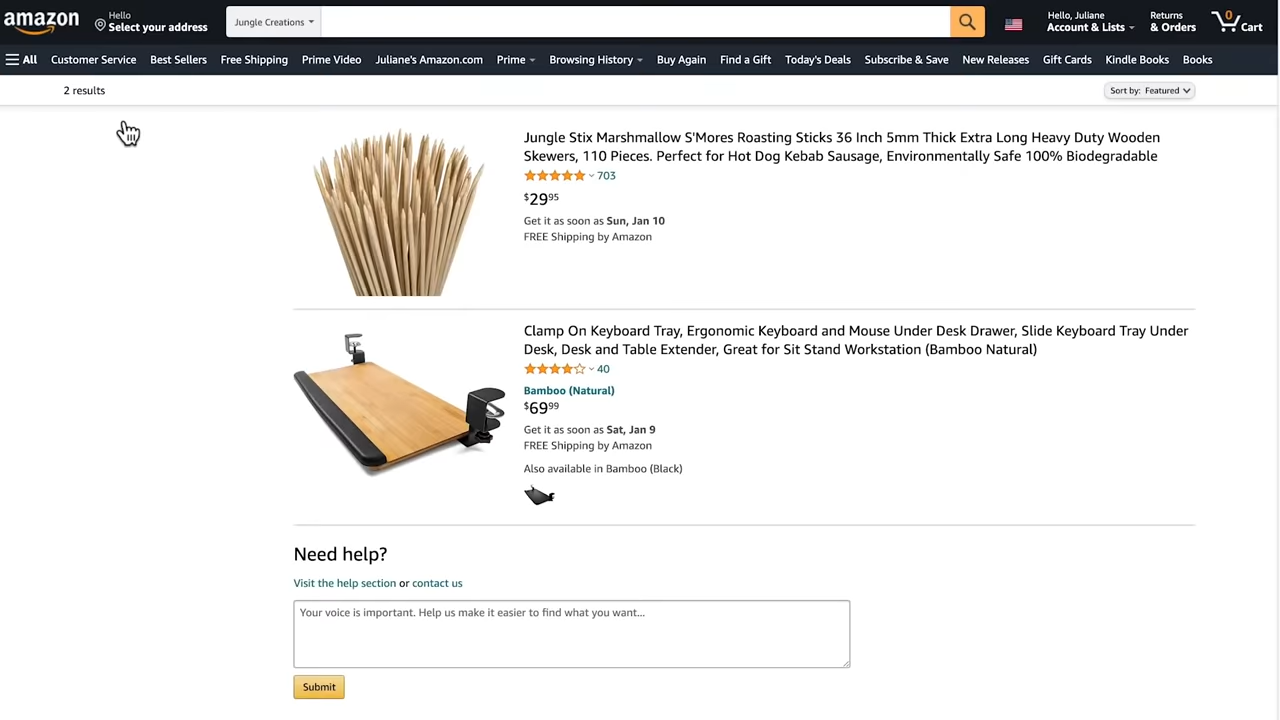 amazon
Hello
Select your address
Jungle Creations
Hello, Juliane
Account & Lists
Returns
& Orders
0
Cart
All Customer Service Best Sellers Free Shipping Prime Video Juliane's Amazon.com Prime Browsing History Buy Again Find a Gift Today's Deals Subscribe & Save New Releases Gift Cards Kindle Books Books
2 results
Sort by: Featured
Jungle Stix Marshmallow S'Mores Roasting Sticks 36 Inch 5mm Thick Extra Long Heavy Duty Wooden
Skewers, 110 Pieces. Perfect for Hot Dog Kebab Sausage, Environmentally Safe 100% Biodegradable
703
$2995
Get it as soon as Sun, Jan 10
FREE Shipping by Amazon
Clamp On Keyboard Tray, Ergonomic Keyboard and Mouse Under Desk Drawer, Slide Keyboard Tray Under
Desk, Desk and Table Extender, Great for Sit Stand Workstation (Bamboo Natural)
40
Bamboo (Natural)
$6999
Get it as soon as Sat, Jan 9
FREE Shipping by Amazon
Also available in Bamboo (Black)
Need help?
Visit the help section or contact us
Your voice is important. Help us make it easier to find what you want...
Submit